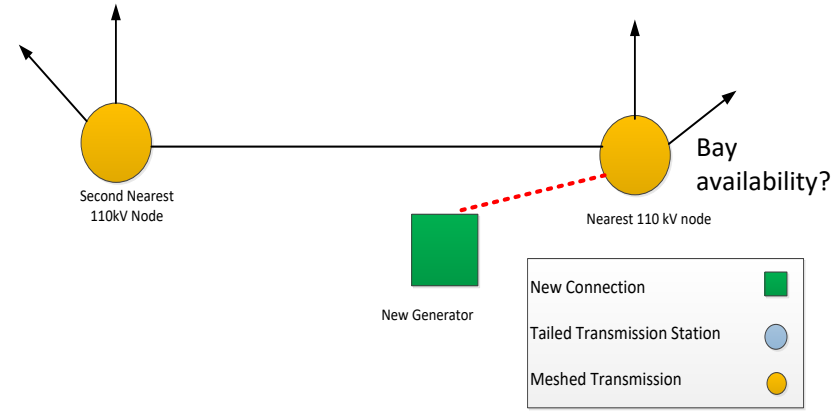 Bay
availability?
Second Nearest
110kV Node
Nearest 110 kV node
New Generator
New Connection
Tailed Transmission Station
Meshed Transmission